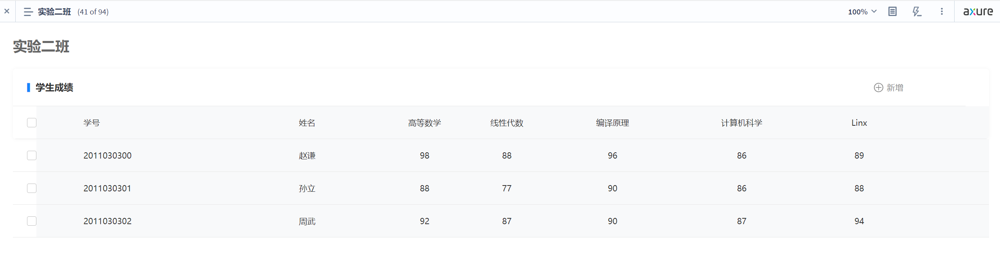 实验二班 (41 of 94) 100% axure
实验二班
学生成绩 新增
学号 姓名 高等数学 线性代数 编译原理 计算机科学 Linx
2011030300 赵谦 98 88 96 86 89
2011030301 孙立 88 77 90 86 88
2011030302 周武 92 87 90 87 94